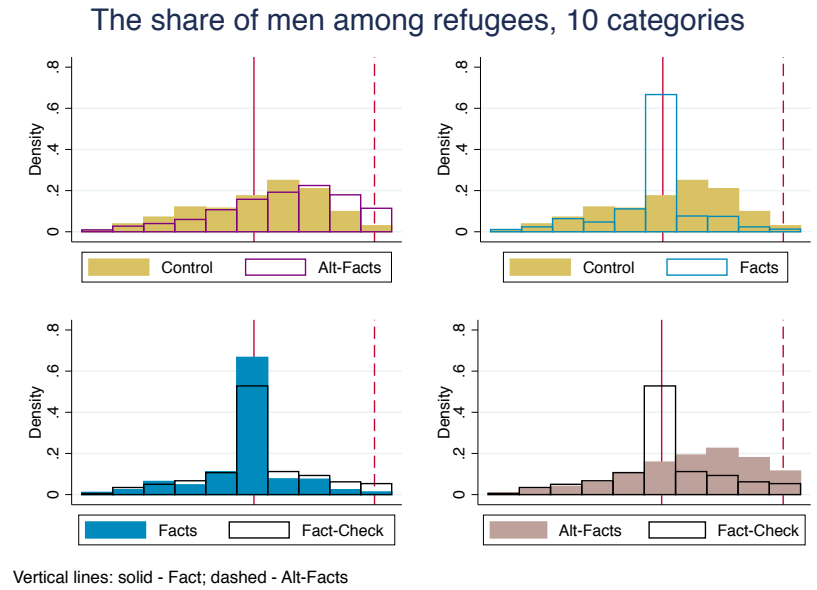 The share of men among refugees, 10 categories
Density
0 .2 .4 .6 .8
Control Alt-Facts
Density
0 .2 .4 .6 .8
Control Facts
Density
0 .2 .4 .6 .8
Facts Fact-Check
Density
0 .2 .4 .6 .8
Alt-Facts Fact-Check
Vertical lines: solid - Fact; dashed - Alt-Facts